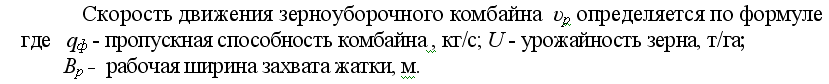 Скорость движения зерноуборочного комбайна υр определяется по формуле
где qф - пропускная способность комбайна , кг/с; U - урожайность зерна, т/га;
Вр – рабочая ширина захвата жатки, м.